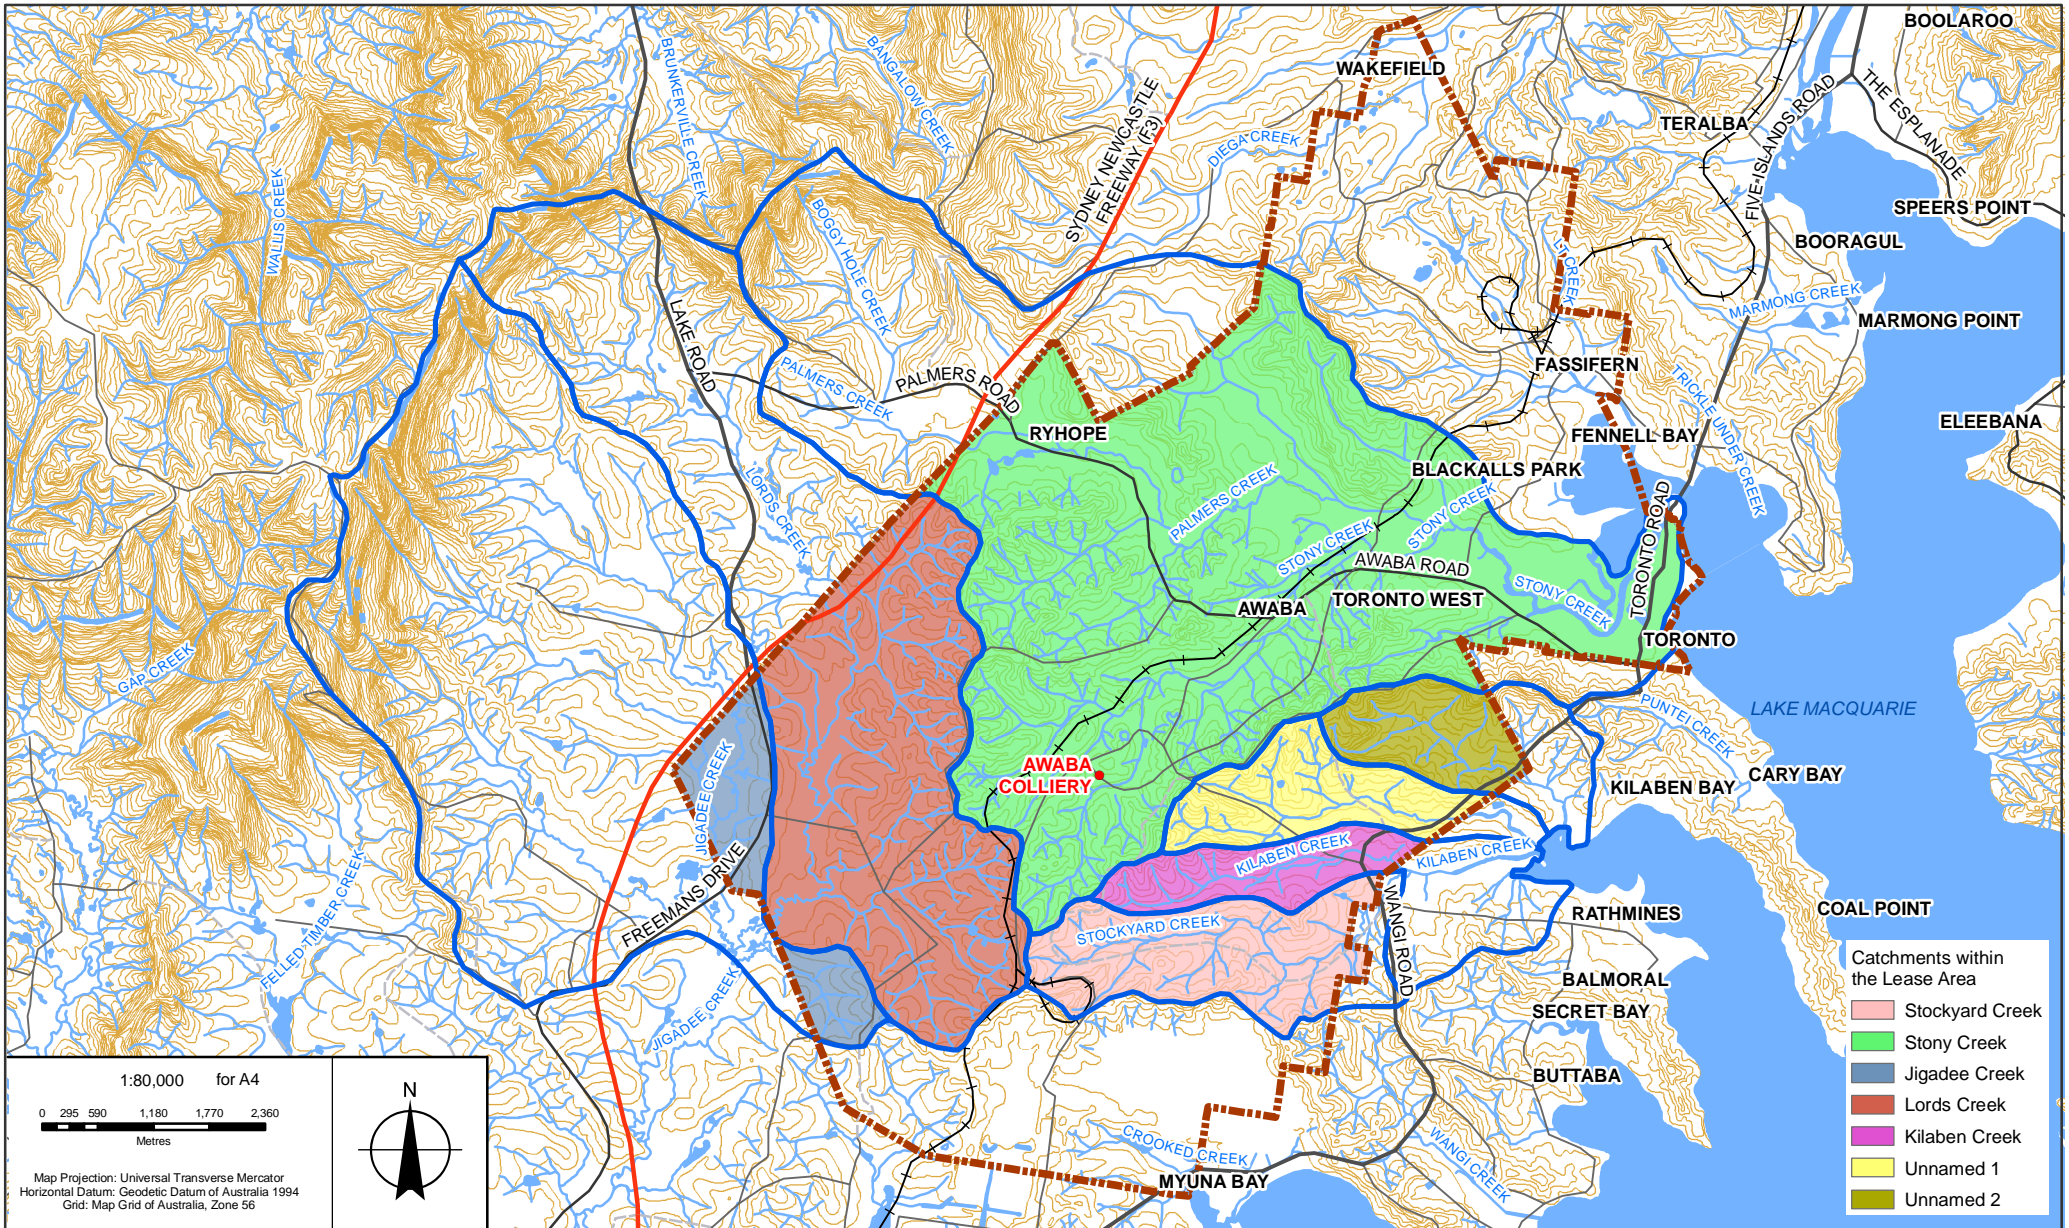 BOOLAROO
WAKEFIELD
BRUNKERVILLE CREEK
BANGALOW CREEK
SYDNEY NEWCASTLE
FREEWAY (F3)
DIEGA CREEK
TERALBA
FIVE ISLANDS ROAD
THE ESPLANADE
SPEERS POINT
WALLIS CREEK
BOGGY HOLE CREEK
BOORAGUL
LT CREEK
MARMONG CREEK
MARMONG POINT
LAKE ROAD
PALMERS CREEK
PALMERS ROAD
FASSIFERN
TRICKLE UNDER CREEK
ELEEBANA
RYHOPE
FENNELL BAY
BLACKALLS PARK
LORDS CREEK
PALMERS CREEK
STONY CREEK
STONY CREEK
AWABA ROAD
TORONTO ROAD
STONY CREEK
AWABA
TORONTO WEST
TORONTO
GAP CREEK
PUNTEI CREEK
LAKE MACQUARIE
JIGADEE CREEK
AWABA
COLLIERY
KILABEN BAY
CARY BAY
KILABEN CREEK
KILABEN CREEK
FREEMANS DRIVE
FELLED TIMBER CREEK
STOCKYARD CREEK
WANGI ROAD
RATHMINES
COAL POINT
BALMORAL
SECRET BAY
JIGADEE CREEK
BUTTABA
CROOKED CREEK
WANGI CREEK
MYUNA BAY
Catchments within
the Lease Area
Stockyard Creek
Stony Creek
Jigadee Creek
Lords Creek
Kilaben Creek
Unnamed 1
Unnamed 2
1:80,000 for A4
0 295 590 1,180 1,770 2,360
Metres
N
Map Projection: Universal Transverse Mercator
Horizontal Datum: Geodetic Datum of Australia 1994
Grid: Map Grid of Australia, Zone 56